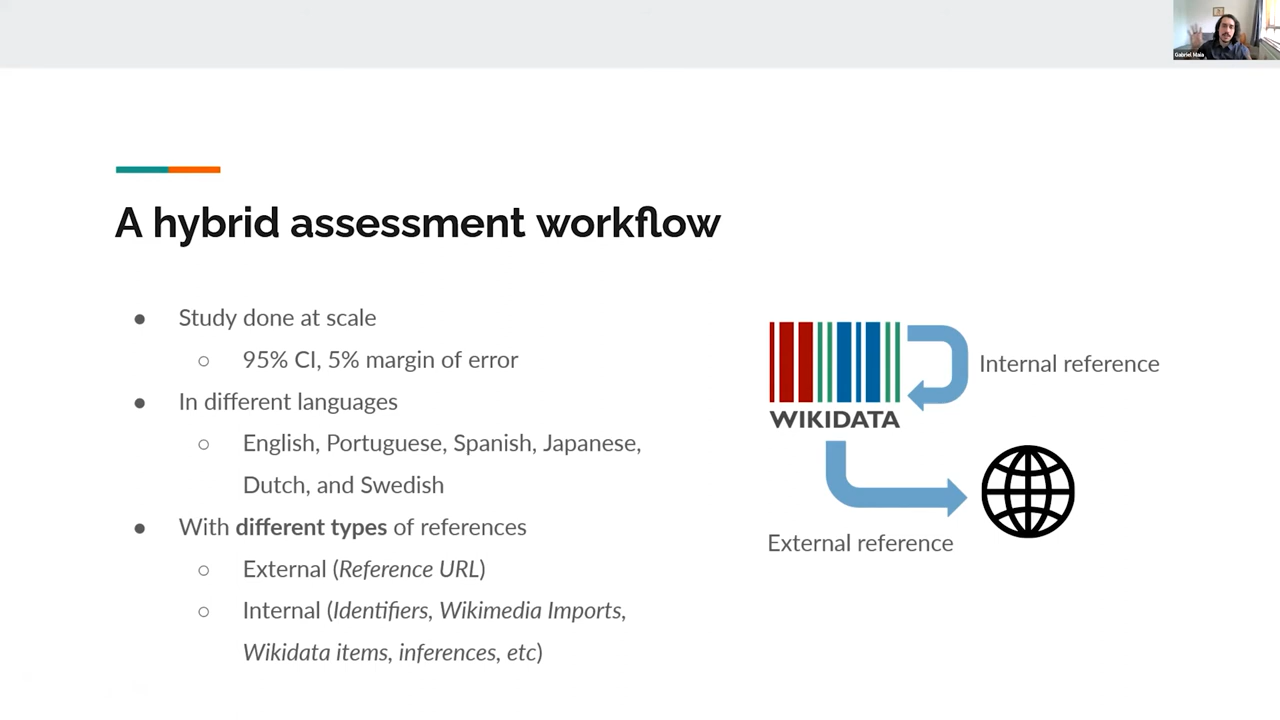 Gabriel Maia
A hybrid assessment workflow
● Study done at scale
○ 95% CI, 5% margin of error
● In different languages
○ English, Portuguese, Spanish, Japanese,
Dutch, and Swedish
● With different types of references
○ External (Reference URL)
○ Internal (Identifiers, Wikimedia Imports,
Wikidata items, inferences, etc)
Internal reference
WIKIDATA
External reference